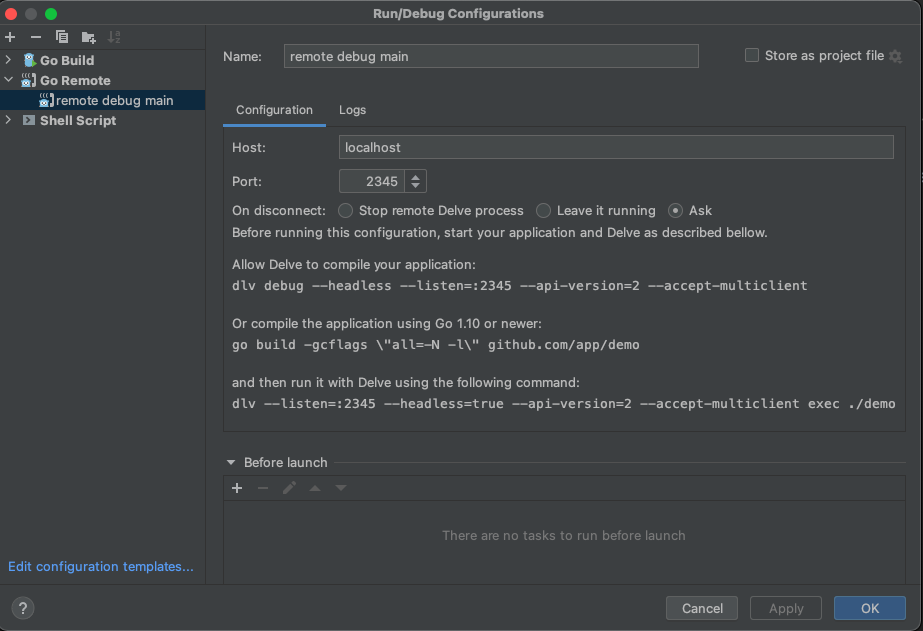 Run/Debug Configurations
Go Build
Go Remote
remote debug main
Shell Script
Edit configuration templates...
Name:
remote debug main
Store as project file
Configuration
Logs
Host:
localhost
Port:
2345
On disconnect:
Stop remote Delve process
Leave it running
Ask
Before running this configuration, start your application and Delve as described bellow.
Allow Delve to compile your application:
dlv debug --headless --listen=:2345 --api-version=2 --accept-multiclient
Or compile the application using Go 1.10 or newer:
go build -gcflags \"all=-N -l\" github.com/app/demo
and then run it with Delve using the following command:
dlv --listen=:2345 --headless=true --api-version=2 --accept-multiclient exec ./demo
Before launch
There are no tasks to run before launch
?
Cancel
Apply
OK